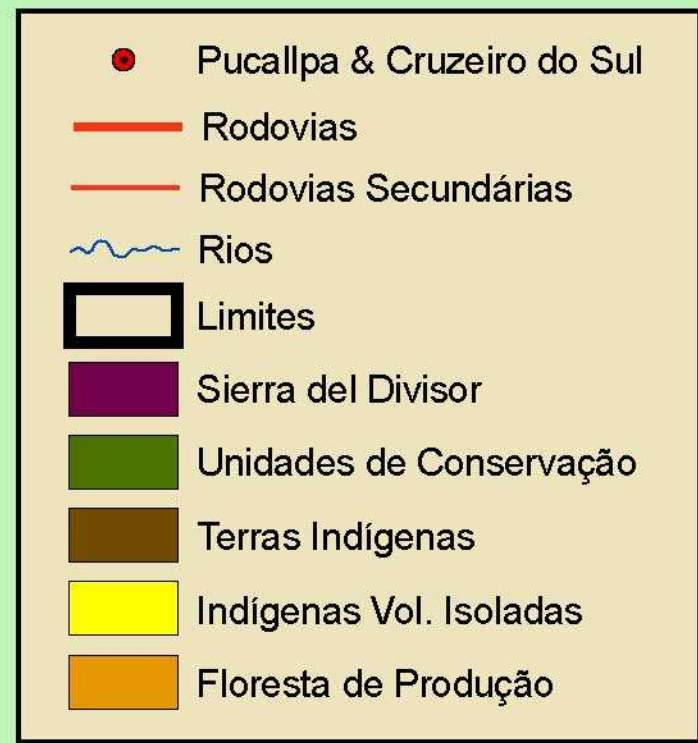 Pucallpa & Cruzeiro do Sul
Rodovias
Rodovias Secundárias
Rios
Limites
Sierra del Divisor
Unidades de Conservação
Terras Indígenas
Indígenas Vol. Isoladas
Floresta de Produção